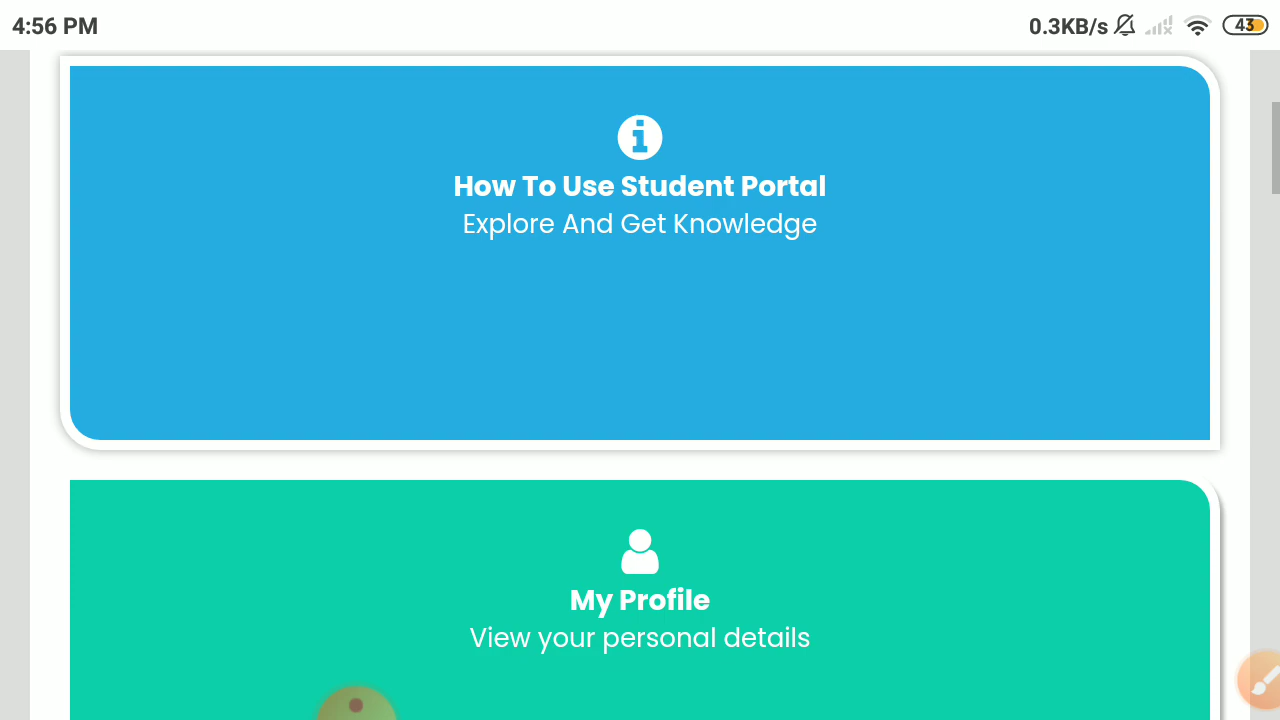 4:56 PM
0.3KB/s
43
How To Use Student Portal
Explore And Get Knowledge
My Profile
View your personal details